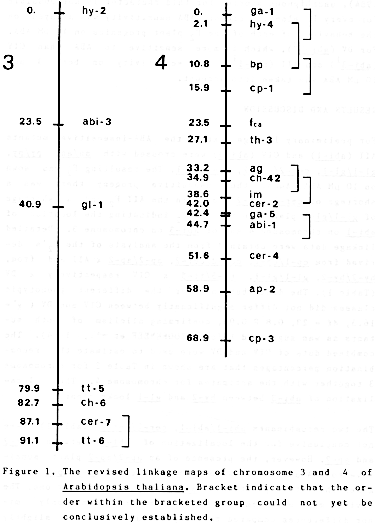 3
0. hy-2
23.5 abi-3
40.9 gl-1
79.9 tt-5
82.7 ch-6
87.1 cer-7
91.1 tt-6
4
0. ga-1
2.1 hy-4
10.8 bp
15.9 cp-1
23.5 fca
27.1 th-3
33.2 ag
34.9 ch-42
38.6 im
42.0 cer-2
42.4 ga-5
44.7 abi-1
51.6 cer-4
58.9 ap-2
68.9 cp-3
Figure 1. The revised linkage maps of chromosome 3 and 4 of
Arabidopsis thaliana. Bracket indicate that the or-
der within the bracketed group could not yet be
conclusively established.